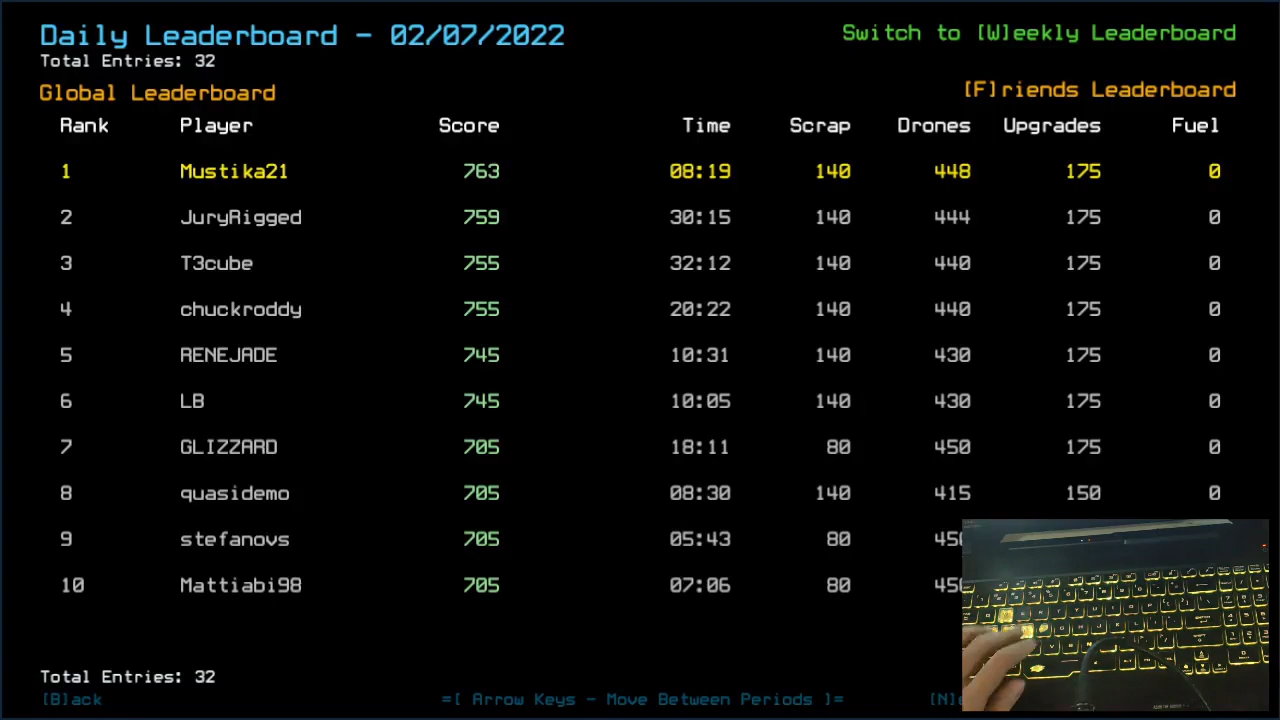 Daily Leaderboard - 02/07/2022
Switch to [W]eekly Leaderboard
Total Entries: 32
Global Leaderboard
[F]riends Leaderboard
Rank Player Score Time Scrap Drones Upgrades Fuel
1 Mustika21 763 08:19 140 448 175 0
2 JuryRigged 759 30:15 140 444 175 0
3 T3cube 755 32:12 140 440 175 0
4 chuckroddy 755 20:22 140 440 175 0
5 RENEJADE 745 10:31 140 430 175 0
6 LB 745 10:05 140 430 175 0
7 GLIZZARD 705 18:11 80 450 175 0
8 quasidemo 705 08:30 140 415 150 0
9 stefanovs 705 05:43 80
10 Mattiabi98 705 07:06 80
Total Entries: 32
[B]ack =[ Arrow Keys - Move Between Periods ]=